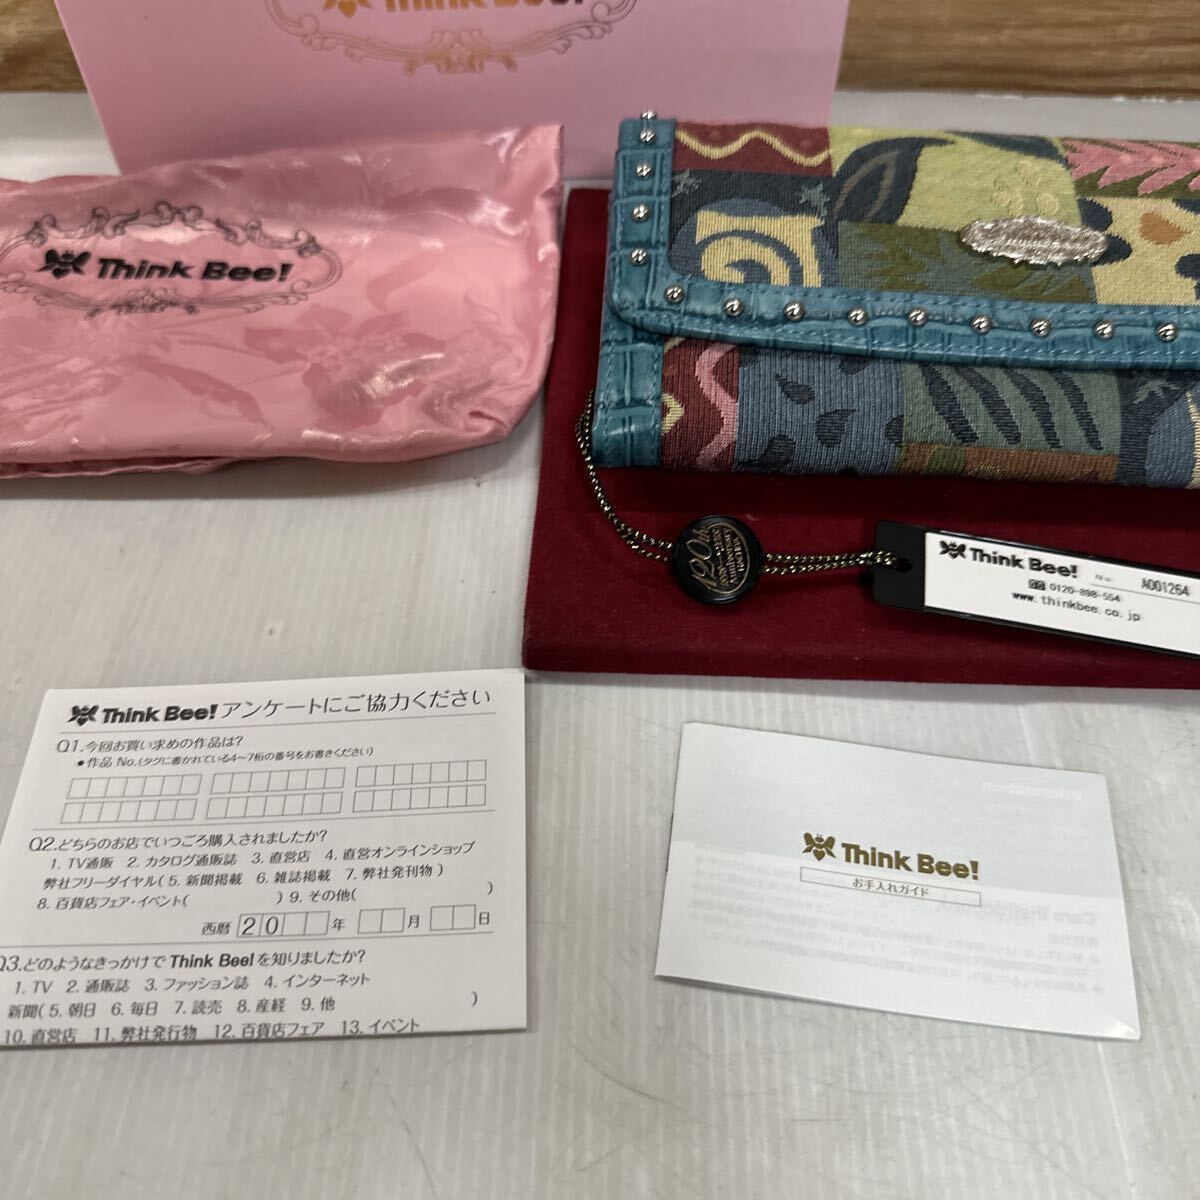 Think Bee!
Think Bee!
120th
Anniversary
Think Bee!
No. A001264
0120-898-554
www.thinkbee.co.jp
Think Bee! アンケートにご協力ください
Q1.今回お買い求めの作品は?
●作品 No.(タグに書かれている4〜7桁の番号をお書きください)
Q2.どちらのお店でいつごろ購入されましたか?
1. TV通販 2. カタログ通販誌 3. 直営店 4. 直営オンラインショップ
弊社フリーダイヤル( 5. 新聞掲載 6. 雑誌掲載 7. 弊社発刊物 )
8. 百貨店フェア・イベント( ) 9. その他( )
西暦 20 年 月 日
Q3.どのようなきっかけで Think Bee! を知りましたか?
1. TV 2. 通販誌 3. ファッション誌 4. インターネット
新聞( 5. 朝日 6. 毎日 7. 読売 8. 産経 9. 他 )
10. 直営店 11. 弊社発行物 12. 百貨店フェア 13. イベント
Think Bee!
お手入れガイド